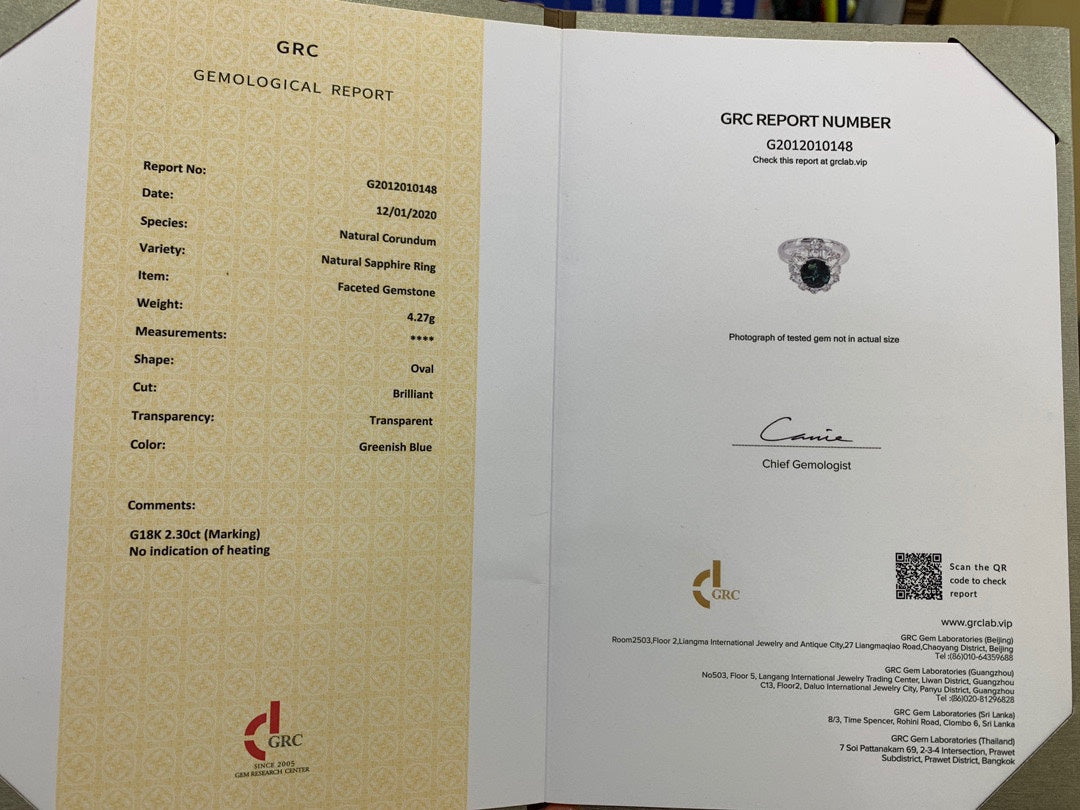 GRC
GEMOLOGICAL REPORT
Report No: G2012010148
Date: 12/01/2020
Species: Natural Corundum
Variety: Natural Sapphire Ring
Item: Faceted Gemstone
Weight: 4.27g
Measurements: ****
Shape: Oval
Cut: Brilliant
Transparency: Transparent
Color: Greenish Blue
Comments:
G18K 2.30ct (Marking)
No indication of heating
GRC
SINCE 2005
GEM RESEARCH CENTER
GRC REPORT NUMBER
G2012010148
Check this report at grclab.vip
Photograph of tested gem not in actual size
Canie
Chief Gemologist
GRC
Scan the QR
code to check
report
www.grclab.vip
GRC Gem Laboratories (Beijing)
Room2503,Floor 2,Liangma International Jewelry and Antique City,27 Liangmaqiao Road,Chaoyang District, Beijing
Tel :(86)010-64359688
GRC Gem Laboratories (Guangzhou)
No503, Floor 5, Langang International Jewelry Trading Center, Liwan District, Guangzhou
C13, Floor2, Daluo International Jewelry City, Panyu District, Guangzhou
Tel :(86)020-81296828
GRC Gem Laboratories (Sri Lanka)
8/3, Time Spencer, Rohini Road, Clombo 6, Sri Lanka
GRC Gem Laboratories (Thailand)
7 Soi Pattanakarn 69, 2-3-4 Intersection, Prawet
Subdistrict, Prawet District, Bangkok